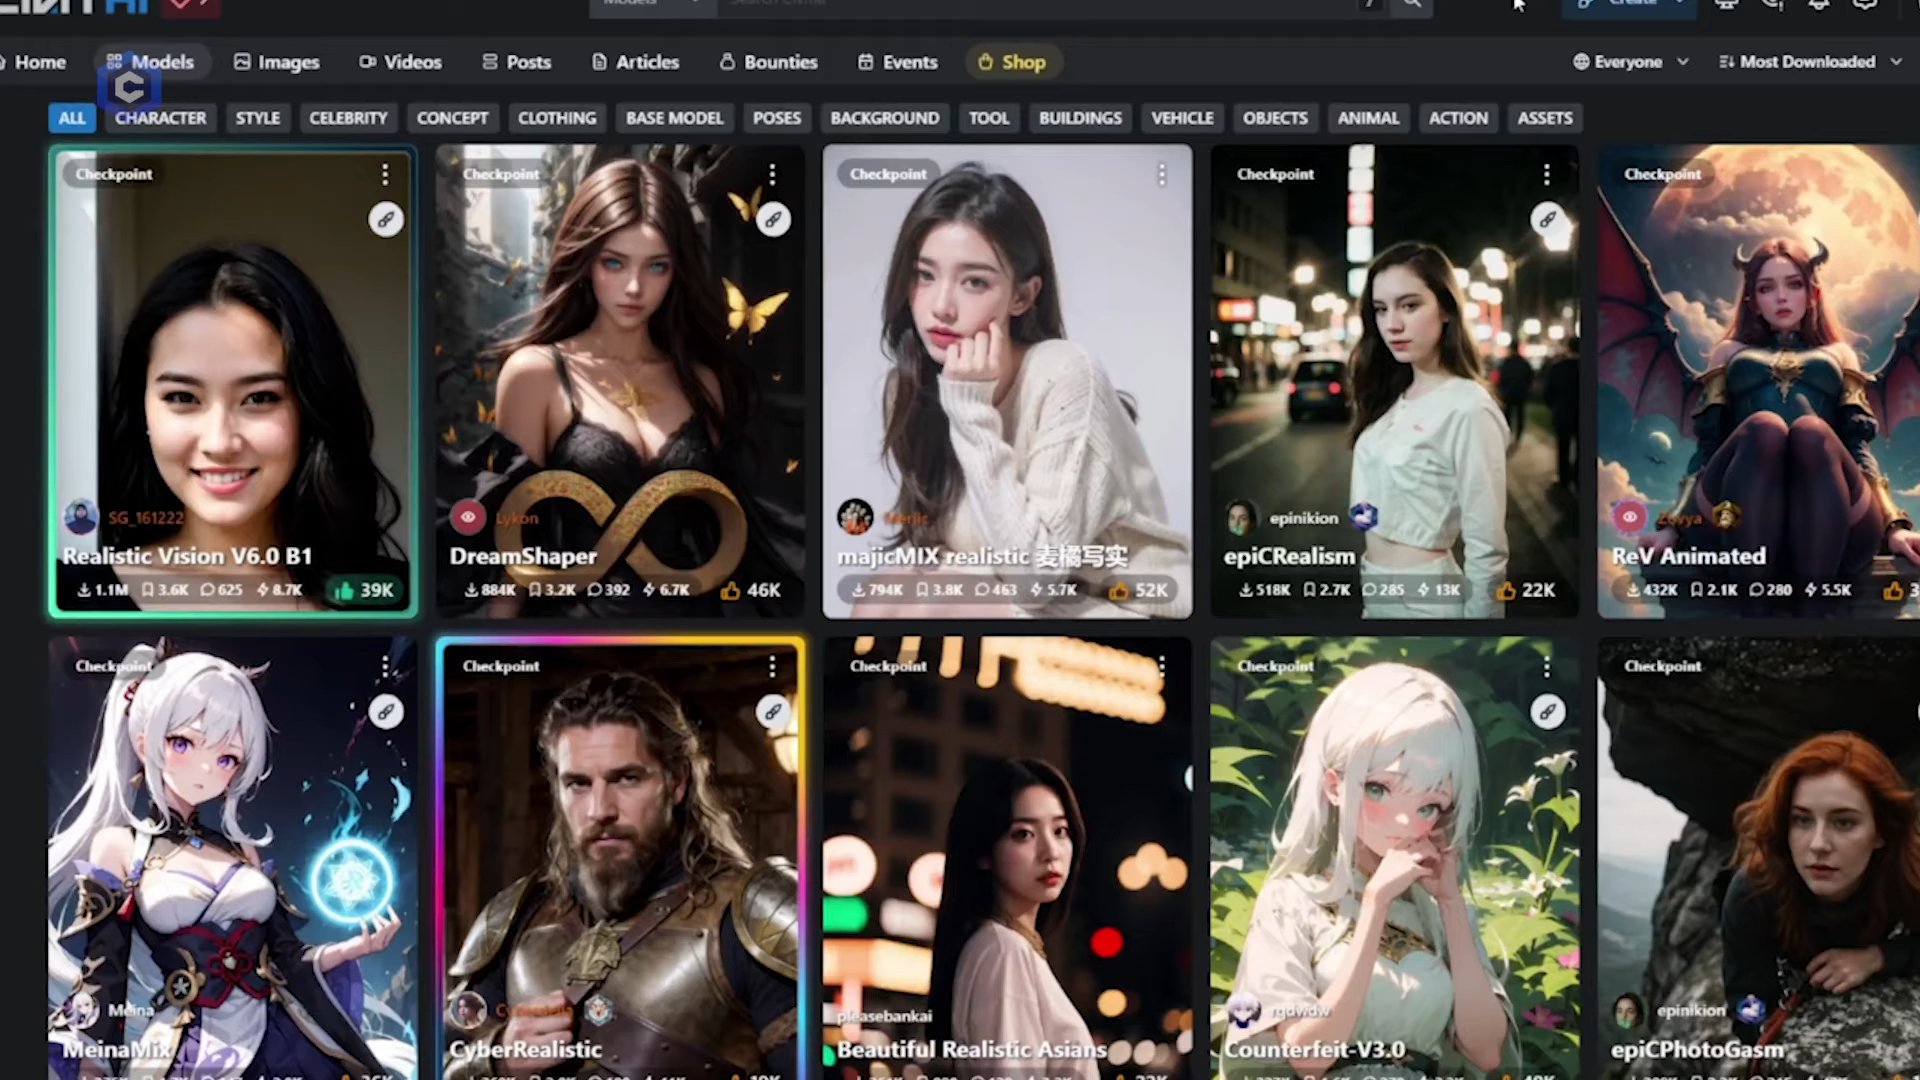 Home Models Images Videos Posts Articles Bounties Events Shop Everyone Most Downloaded
ALL CHARACTER STYLE CELEBRITY CONCEPT CLOTHING BASE MODEL POSES BACKGROUND TOOL BUILDINGS VEHICLE OBJECTS ANIMAL ACTION ASSETS
Checkpoint
SG_161222
Realistic Vision V6.0 B1
1.1M 3.6K 625 8.7K 39K
Checkpoint
Lykon
DreamShaper
884K 3.2K 392 6.7K 46K
Checkpoint
Merjic
majicMIX realistic 麦橘写实
794K 3.8K 463 5.7K 52K
Checkpoint
epinikion
epiCRealism
518K 2.7K 285 13K 22K
Checkpoint
Zovya
ReV Animated
432K 2.1K 280 5.5K
Checkpoint
Meina
MeinaMix
Checkpoint
CyberRealistic
Checkpoint
pleasebankai
Beautiful Realistic Asians
Checkpoint
rqdwdw
Counterfeit-V3.0
Checkpoint
epinikion
epiCPhotoGasm